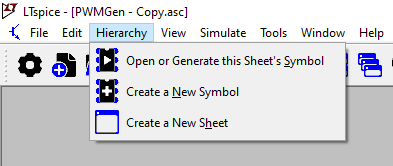 LTspice - [PWMGen - Copy.asc]
File Edit Hierarchy View Simulate Tools Window Help
Open or Generate this Sheet's Symbol
Create a New Symbol
Create a New Sheet